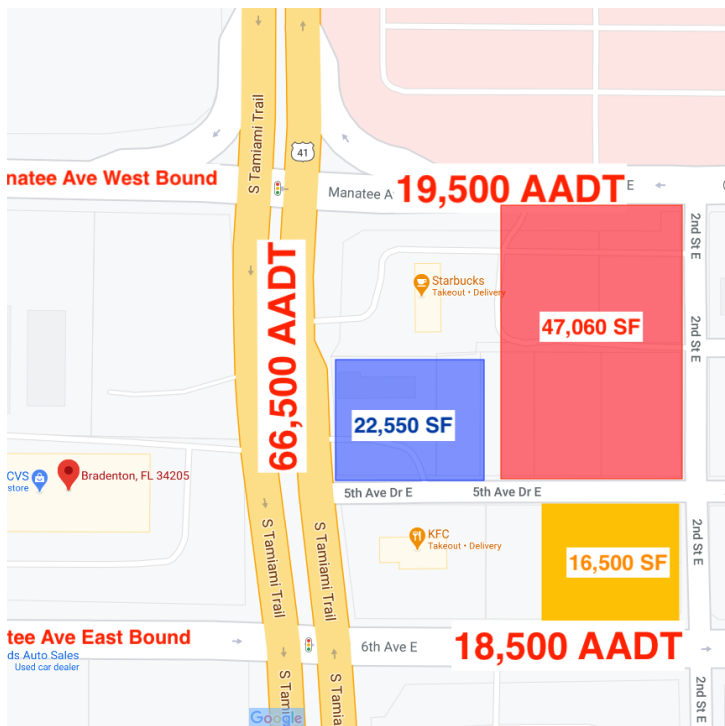 S Tamiami Trail
41
natee Ave West Bound
Manatee A
19,500 AADT
E
2nd St E
Starbucks
Takeout • Delivery
66,500 AADT
47,060 SF
2nd St E
22,550 SF
CVS
store
Bradenton, FL 34205
5th Ave Dr E
5th Ave Dr E
S Tamiami Trail
S Tamiami Trail
KFC
Takeout • Delivery
2nd St E
16,500 SF
tee Ave East Bound
6th Ave E
18,500 AADT
ds Auto Sales
Used car dealer
S Tami
S Tamia
2nd St E
Google